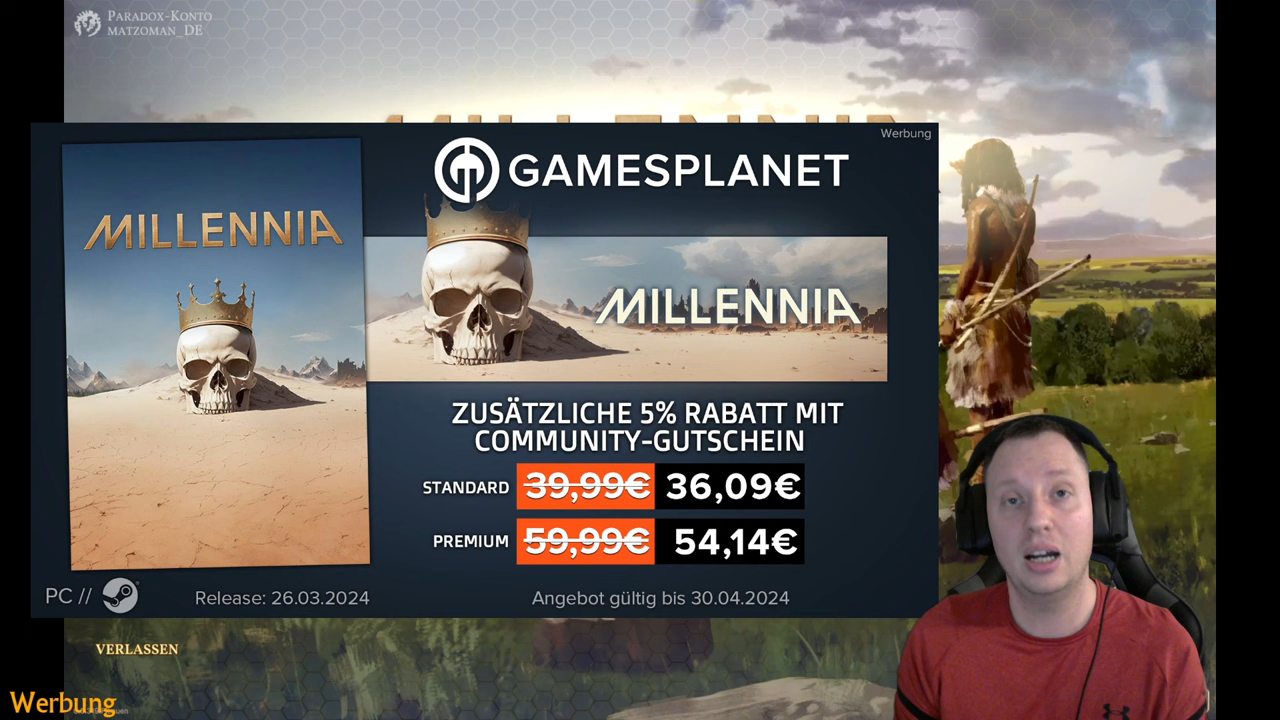 PARADOX-KONTO
MATZOMAN_DE
Werbung
GAMESPLANET
MILLENNIA
MILLENNIA
ZUSÄTZLICHE 5% RABATT MIT
COMMUNITY-GUTSCHEIN
STANDARD 39,99€ 36,09€
PREMIUM 59,99€ 54,14€
PC //
Release: 26.03.2024
Angebot gültig bis 30.04.2024
VERLASSEN
Werbung